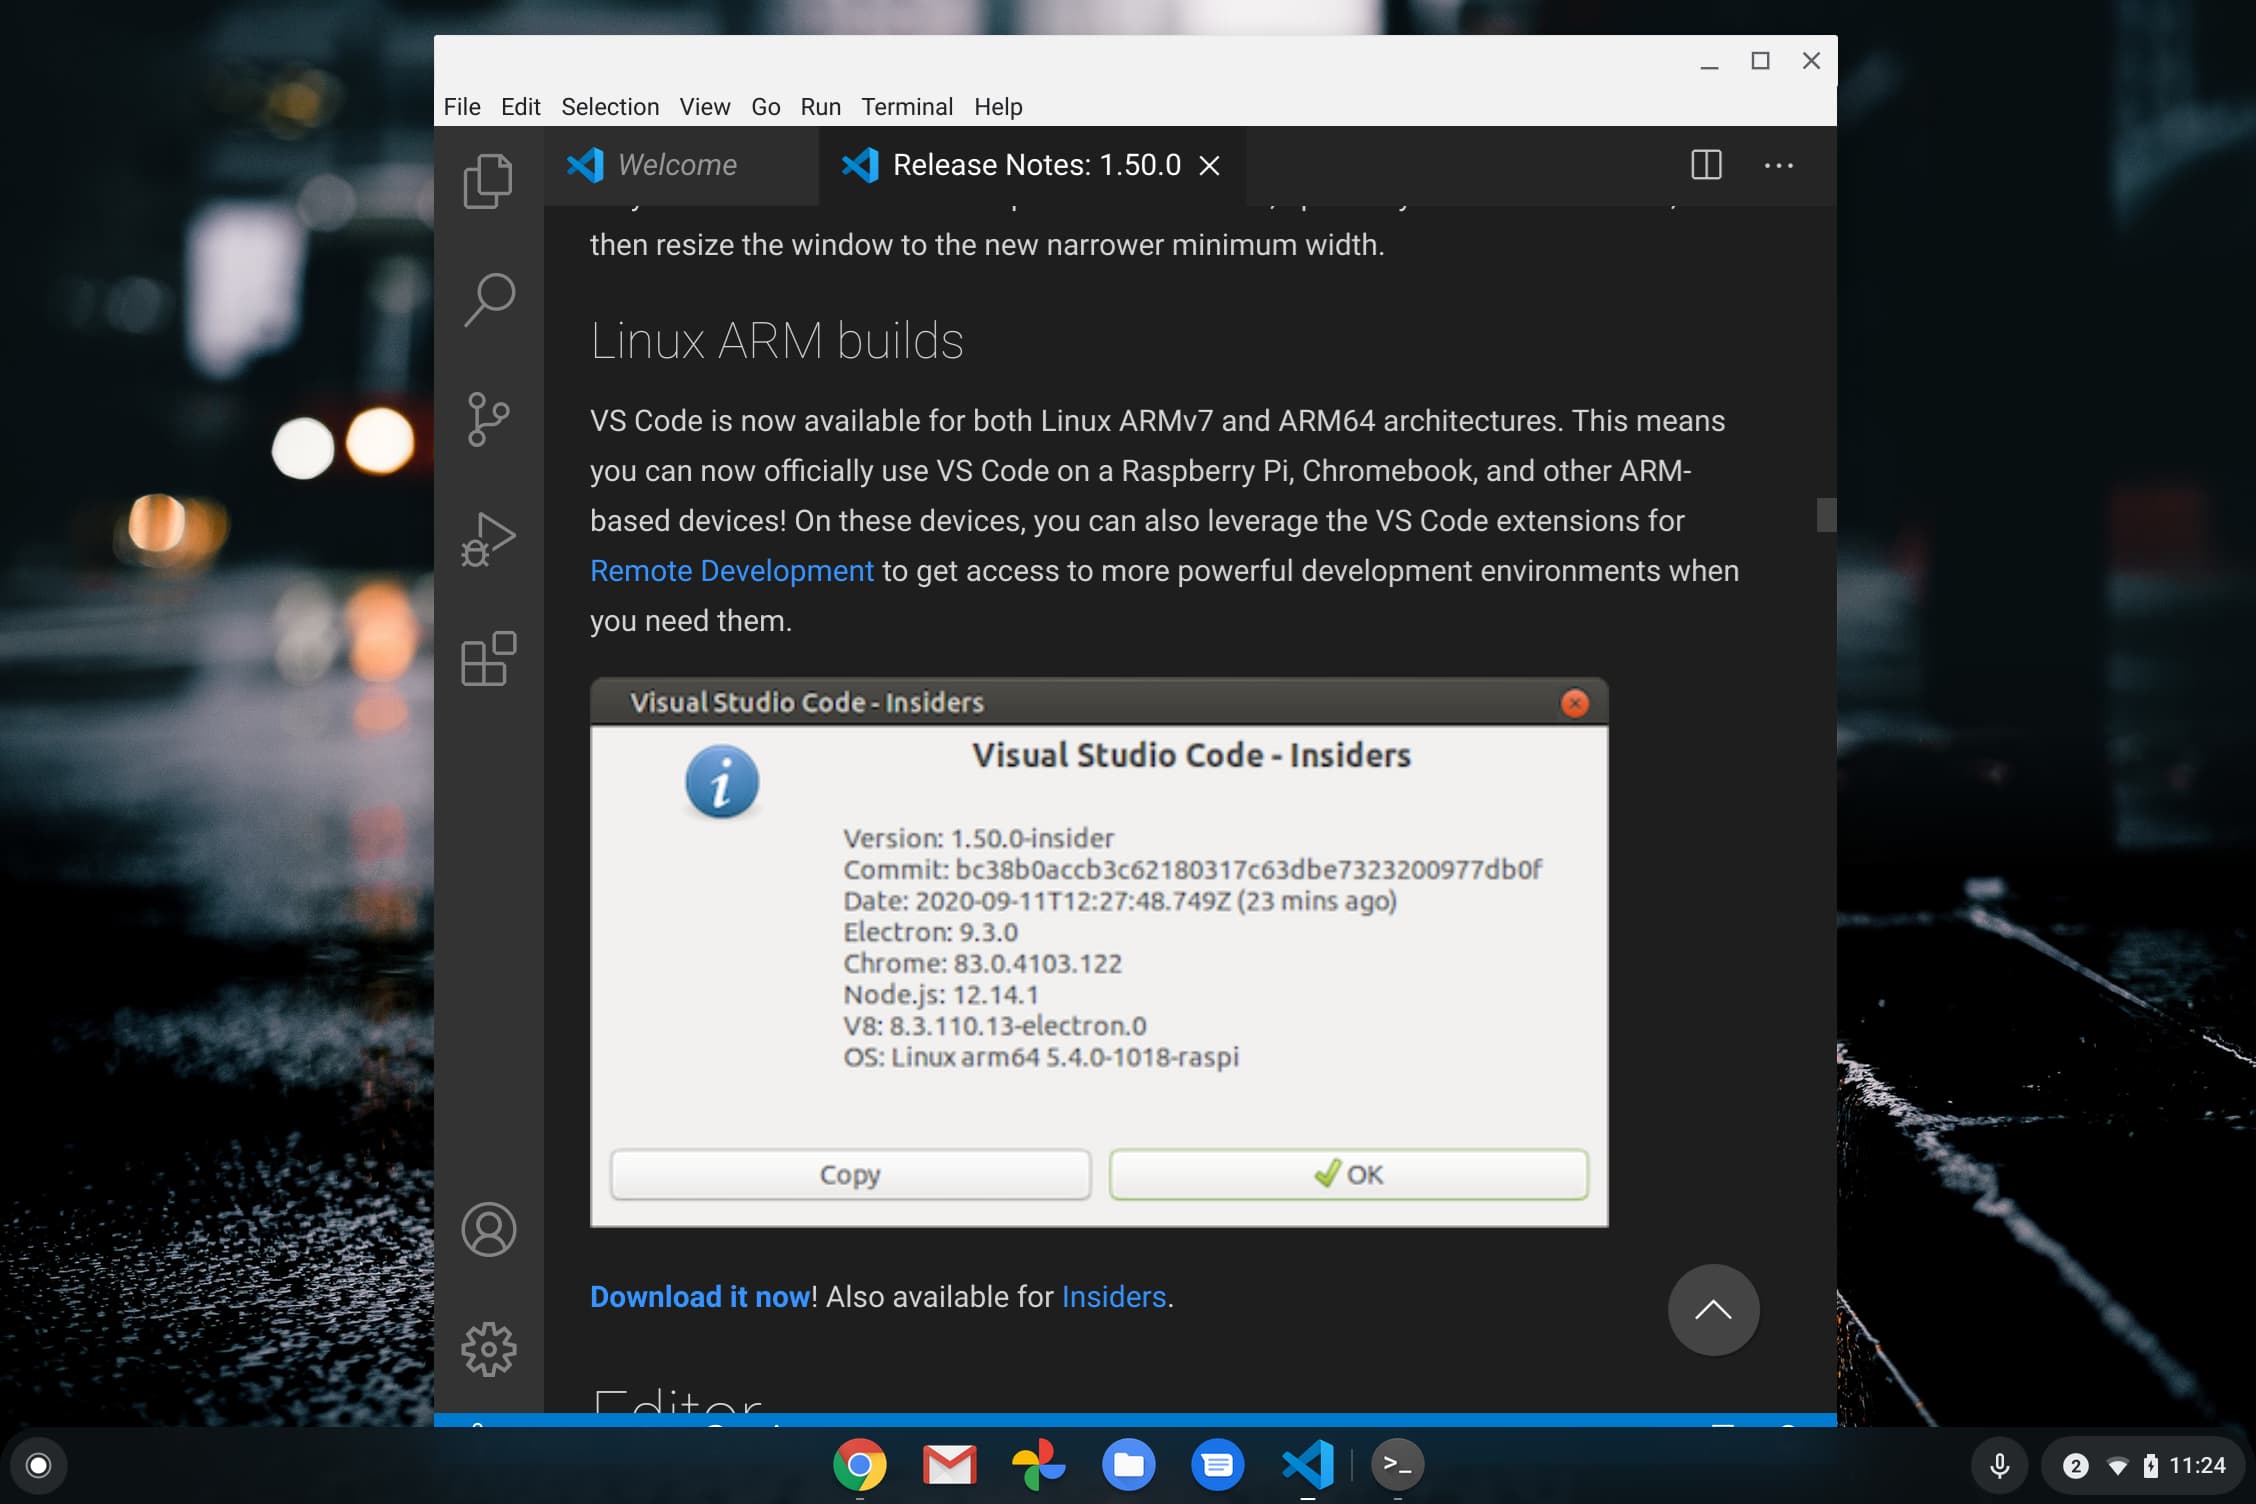 File Edit Selection View Go Run Terminal Help
Welcome
Release Notes: 1.50.0
then resize the window to the new narrower minimum width.
Linux ARM builds
VS Code is now available for both Linux ARMv7 and ARM64 architectures. This means
you can now officially use VS Code on a Raspberry Pi, Chromebook, and other ARM-
based devices! On these devices, you can also leverage the VS Code extensions for
Remote Development to get access to more powerful development environments when
you need them.
Visual Studio Code - Insiders
Visual Studio Code - Insiders
Version: 1.50.0-insider
Commit: bc38b0accb3c62180317c63dbe7323200977db0f
Date: 2020-09-11T12:27:48.749Z (23 mins ago)
Electron: 9.3.0
Chrome: 83.0.4103.122
Node.js: 12.14.1
V8: 8.3.110.13-electron.0
OS: Linux arm64 5.4.0-1018-raspi
Copy
OK
Download it now! Also available for Insiders.
Editor
2
11:24